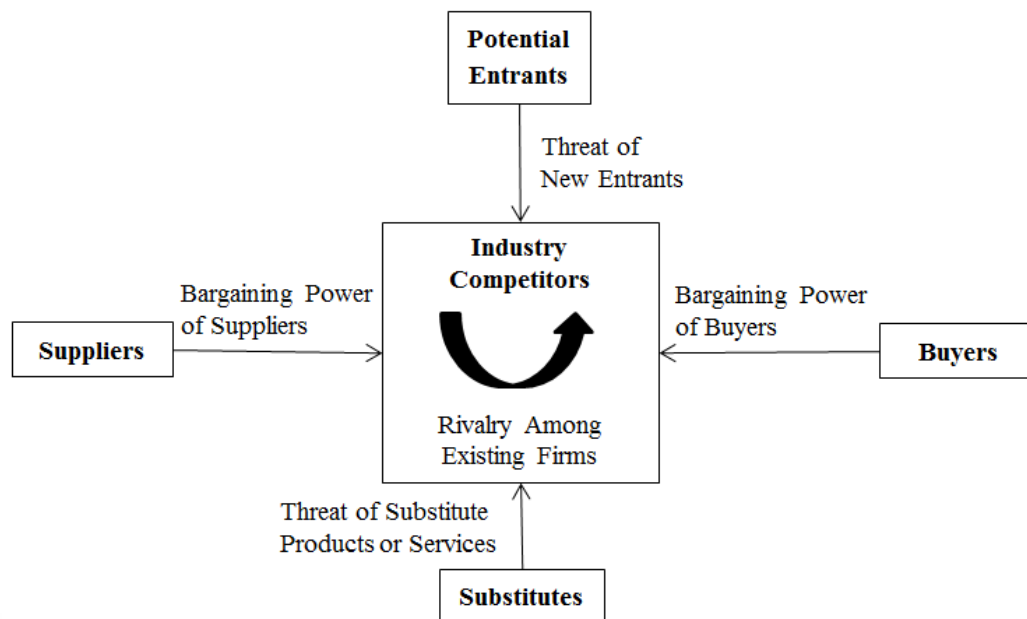 Potential
Entrants
Threat of
New Entrants
Industry
Competitors
Bargaining Power
of Suppliers
Bargaining Power
of Buyers
Suppliers
Buyers
Rivalry Among
Existing Firms
Threat of Substitute
Products or Services
Substitutes